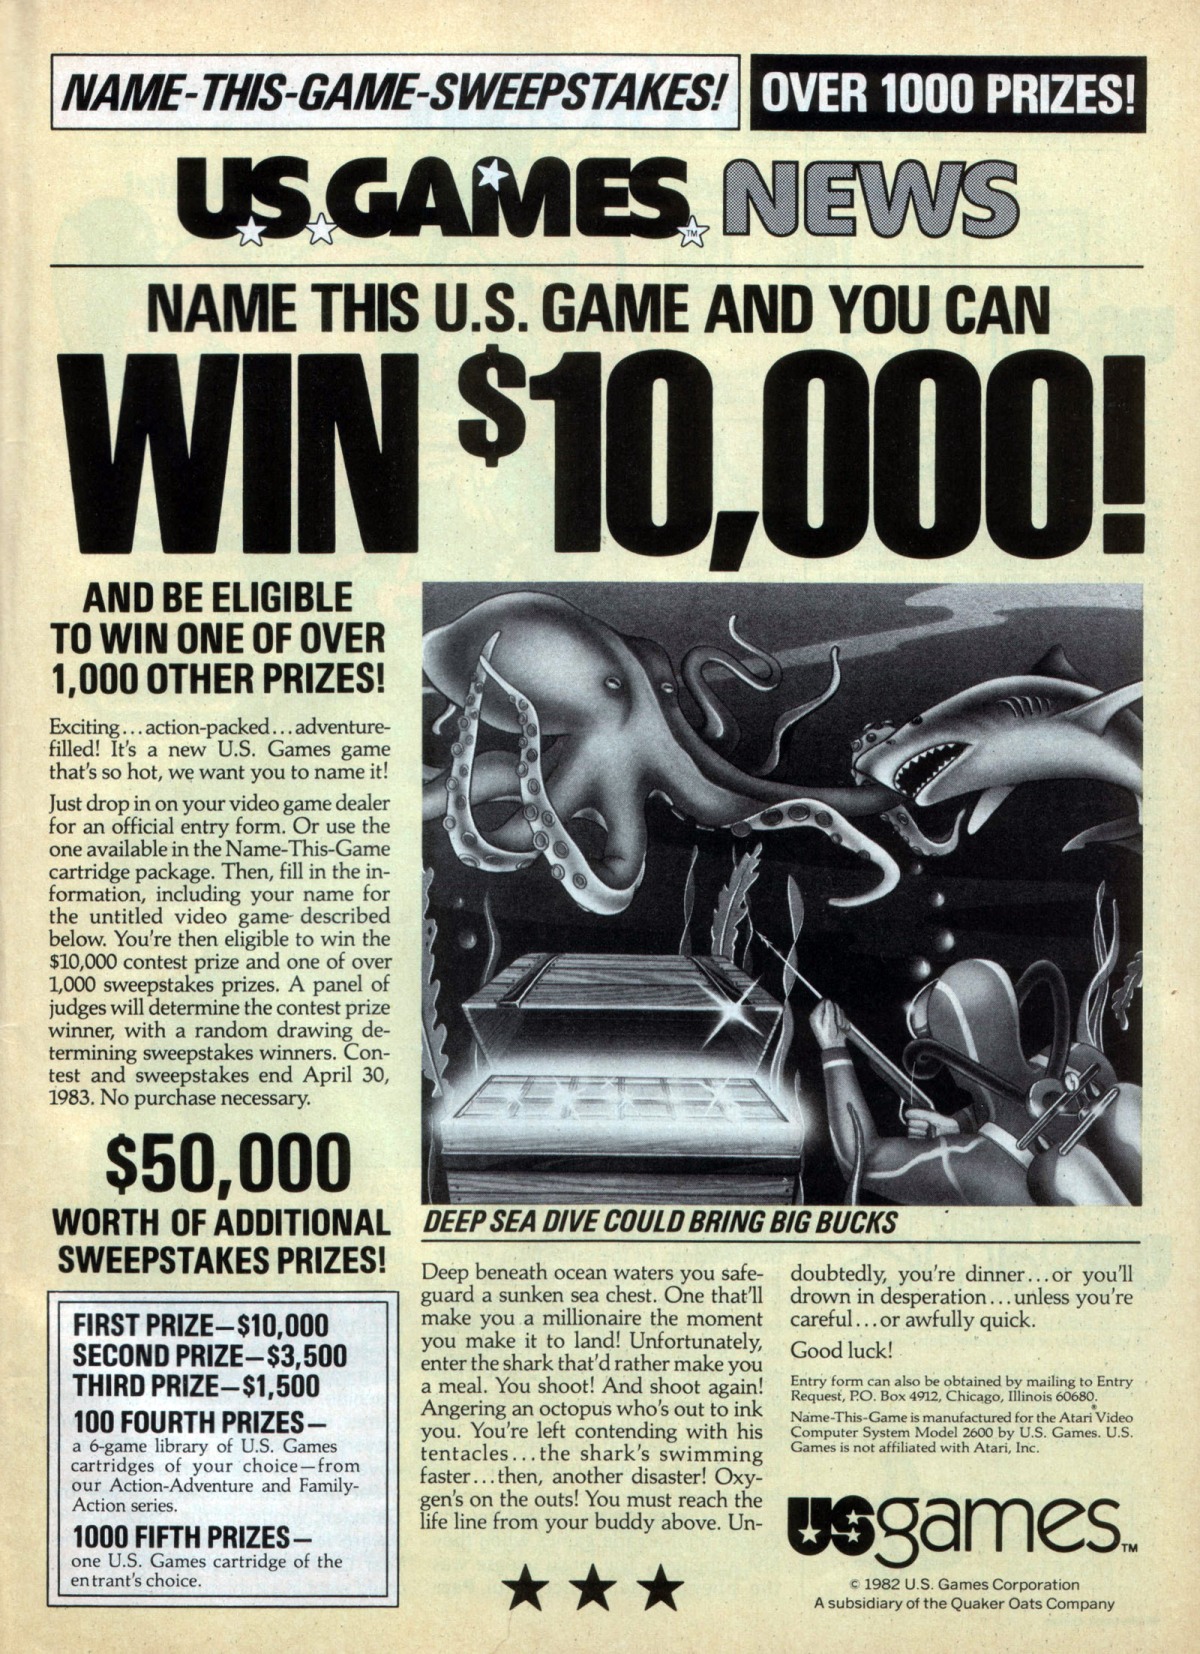 NAME-THIS-GAME-SWEEPSTAKES!
OVER 1000 PRIZES!
U.S. GAMES NEWS
TM
NAME THIS U.S. GAME AND YOU CAN
WIN $10,000!
AND BE ELIGIBLE
TO WIN ONE OF OVER
1,000 OTHER PRIZES!
Exciting...action-packed...adventure-
filled! It's a new U.S. Games game
that's so hot, we want you to name it!
Just drop in on your video game dealer
for an official entry form. Or use the
one available in the Name-This-Game
cartridge package. Then, fill in the in-
formation, including your name for
the untitled video game described
below. You're then eligible to win the
$10,000 contest prize and one of over
1,000 sweepstakes prizes. A panel of
judges will determine the contest prize
winner, with a random drawing de-
termining sweepstakes winners. Con-
test and sweepstakes end April 30,
1983. No purchase necessary.
$50,000
WORTH OF ADDITIONAL
SWEEPSTAKES PRIZES!
FIRST PRIZE—$10,000
SECOND PRIZE—$3,500
THIRD PRIZE—$1,500
100 FOURTH PRIZES—
a 6-game library of U.S. Games
cartridges of your choice—from
our Action-Adventure and Family-
Action series.
1000 FIFTH PRIZES—
one U.S. Games cartridge of the
entrant's choice.
DEEP SEA DIVE COULD BRING BIG BUCKS
Deep beneath ocean waters you safe-
guard a sunken sea chest. One that'll
make you a millionaire the moment
you make it to land! Unfortunately,
enter the shark that'd rather make you
a meal. You shoot! And shoot again!
Angering an octopus who's out to ink
you. You're left contending with his
tentacles...the shark's swimming
faster...then, another disaster! Oxy-
gen's on the outs! You must reach the
life line from your buddy above. Un-
doubtedly, you're dinner...or you'll
drown in desperation...unless you're
careful...or awfully quick.
Good luck!
Entry form can also be obtained by mailing to Entry
Request, P.O. Box 4912, Chicago, Illinois 60680.
Name-This-Game is manufactured for the Atari® Video
Computer System Model 2600 by U.S. Games. U.S.
Games is not affiliated with Atari, Inc.
US games TM
© 1982 U.S. Games Corporation
A subsidiary of the Quaker Oats Company